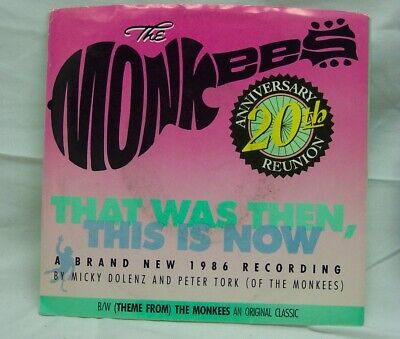 The
MONKEES
ANNIVERSARY
20th
REUNION
THAT WAS THEN,
THIS IS NOW
A BRAND NEW 1986 RECORDING
BY MICKY DOLENZ AND PETER TORK (OF THE MONKEES)
B/W (THEME FROM) THE MONKEES AN ORIGINAL CLASSIC